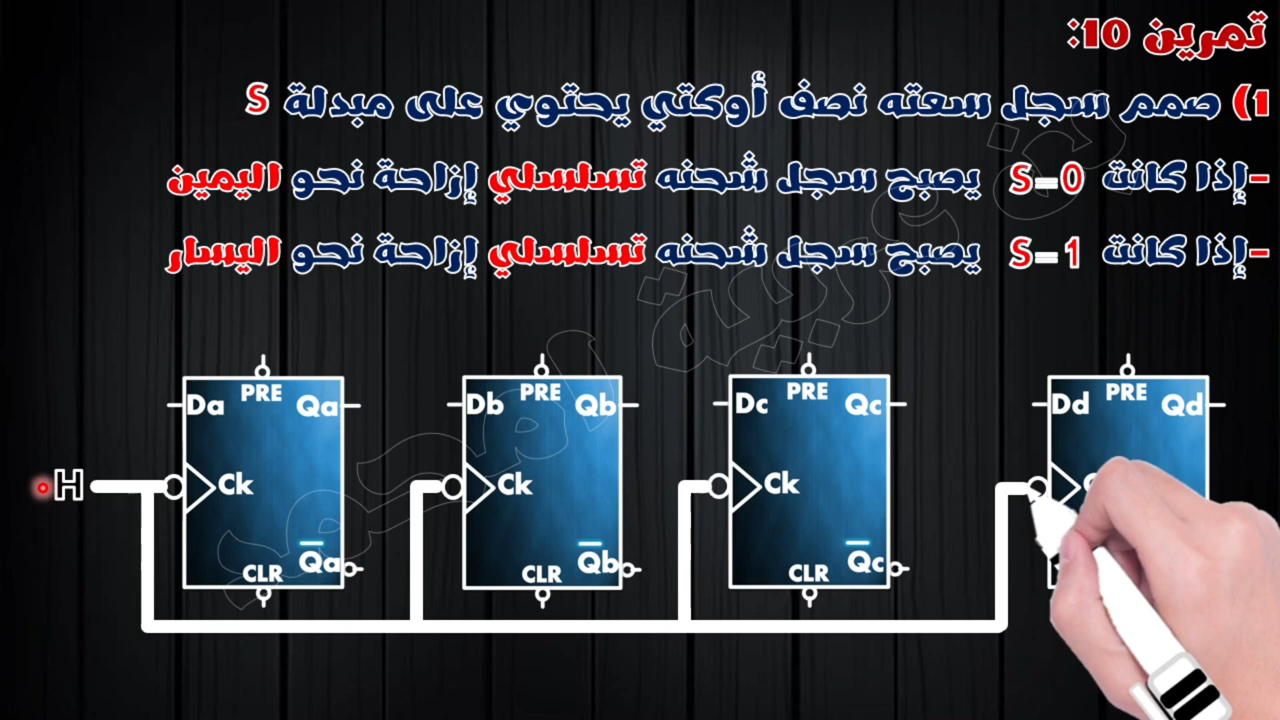 تمرين 10:
1) صمم سجل سعته نصف أوكتي يحتوي على مبدلة S
-إذا كانت S=0 يصبح سجل شحنه تسلسلي إزاحة نحو اليمين
-إذا كانت S=1 يصبح سجل شحنه تسلسلي إزاحة نحو اليسار
PRE PRE PRE PRE
Da Qa Db Qb Dc Qc Dd Qd
H Ck Ck Ck
Qa Qb Qc
CLR CLR CLR